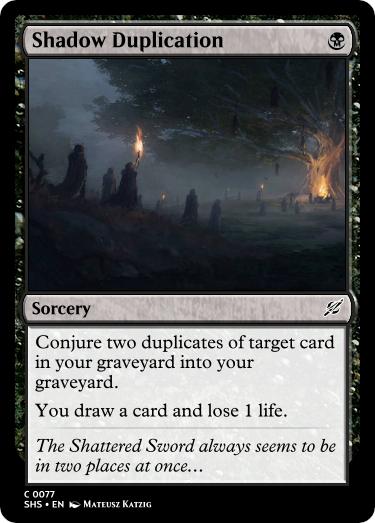 Shadow Duplication
Sorcery
Conjure two duplicates of target card
in your graveyard into your
graveyard.
You draw a card and lose 1 life.
The Shattered Sword always seems to be
in two places at once…
C 0077
SHS • EN Mateusz Katzig